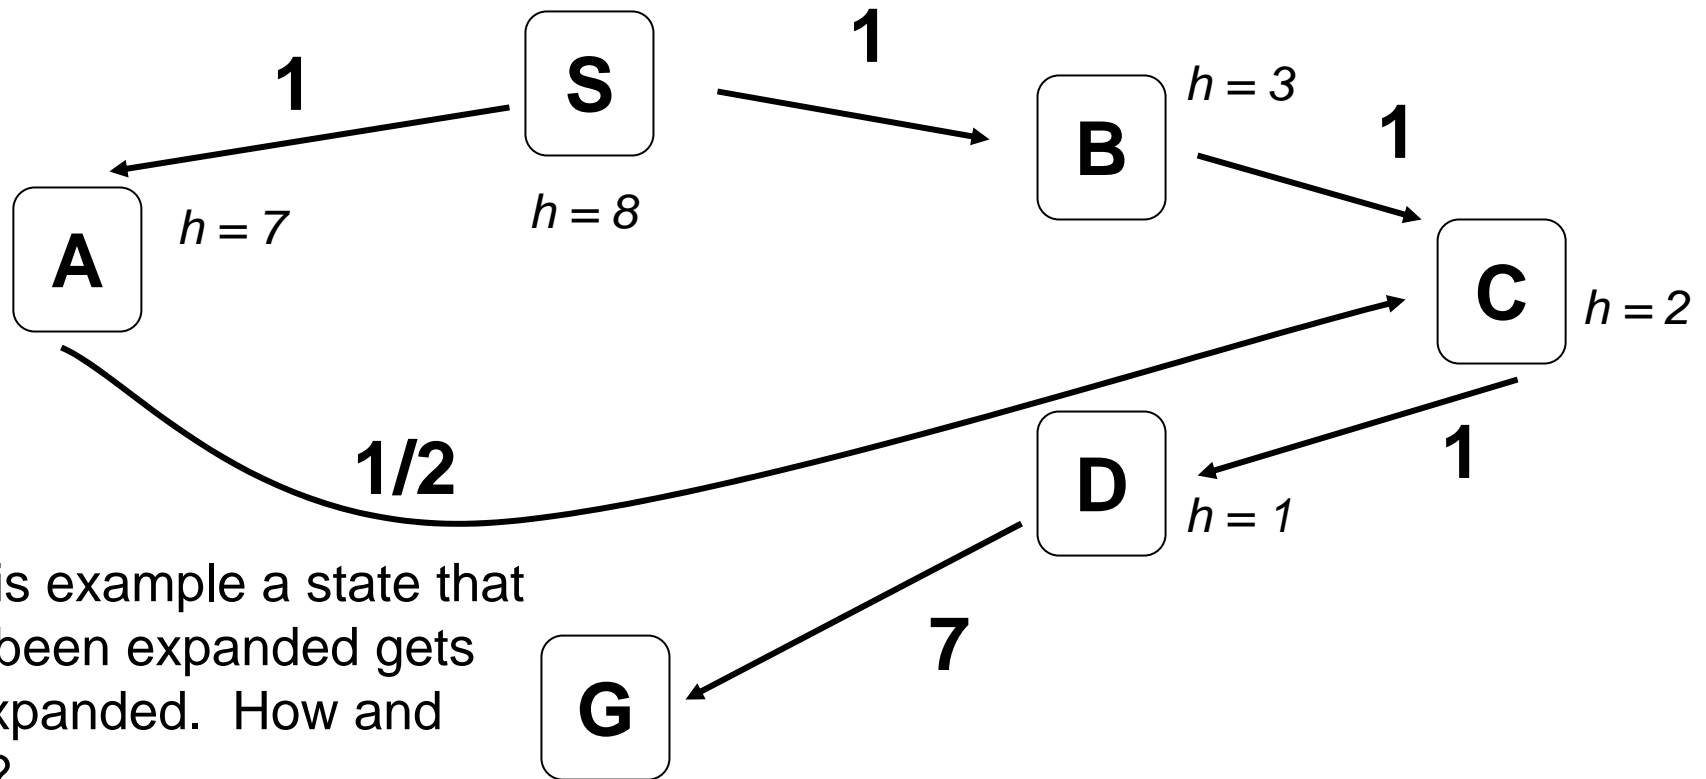 1
S
1
h = 3
B
1
A
h = 7
h = 8
C
h = 2
1/2
D
1
h = 1
is example a state that
been expanded gets
7
xpanded. How and
G
?